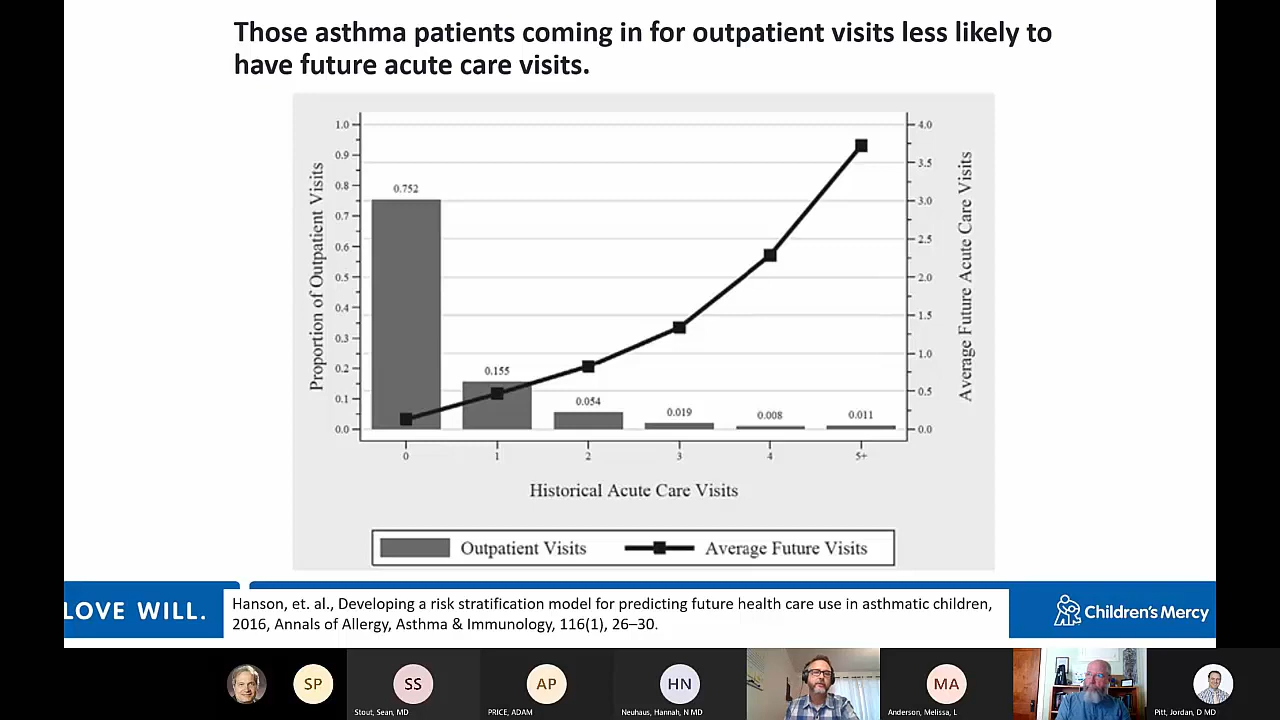 Those asthma patients coming in for outpatient visits less likely to
have future acute care visits.
Proportion of Outpatient Visits
1.0
0.9
0.8
0.7
0.6
0.5
0.4
0.3
0.2
0.1
0.0
0.752
0.155
0.054
0.019
0.008
0.011
4.0
3.5
3.0
2.5
2.0
1.5
1.0
0.5
0.0
Average Future Acute Care Visits
0 1 2 3 4 5+
Historical Acute Care Visits
Outpatient Visits Average Future Visits
LOVE WILL.
Hanson, et. al., Developing a risk stratification model for predicting future health care use in asthmatic children,
2016, Annals of Allergy, Asthma & Immunology, 116(1), 26–30.
Children's Mercy
SP
SS
Stout, Sean, MD
AP
PRICE, ADAM
HN
Neuhaus, Hannah, N MD
MA
Anderson, Melissa, L
Pitt, Jordan, D MD